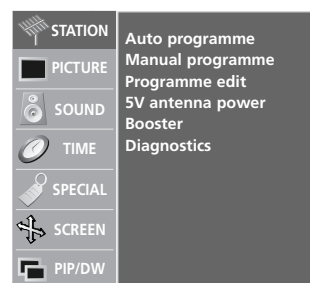 STATION
PICTURE
SOUND
TIME
SPECIAL
SCREEN
PIP/DW
Auto programme
Manual programme
Programme edit
5V antenna power
Booster
Diagnostics